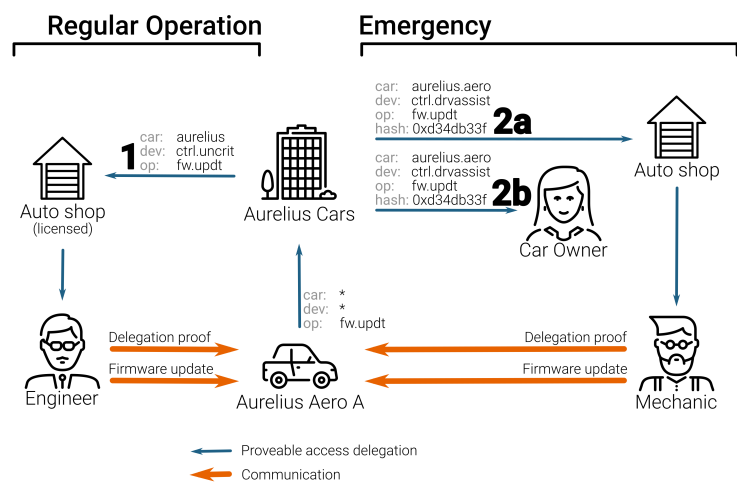 Regular Operation
Emergency
car: aurelius.aero
dev: ctrl.drvassist
op: fw.updt
hash: 0xd34db33f
2a
1
car: aurelius
dev: ctrl.uncrit
op: fw.updt
car: aurelius.aero
dev: ctrl.drvassist
op: fw.updt
hash: 0xd34db33f
2b
Auto shop
Auto shop
(licensed)
Aurelius Cars
Car Owner
car: *
dev: *
op: fw.updt
Delegation proof
Firmware update
Delegation proof
Firmware update
Engineer
Aurelius Aero A
Mechanic
Proveable access delegation
Communication